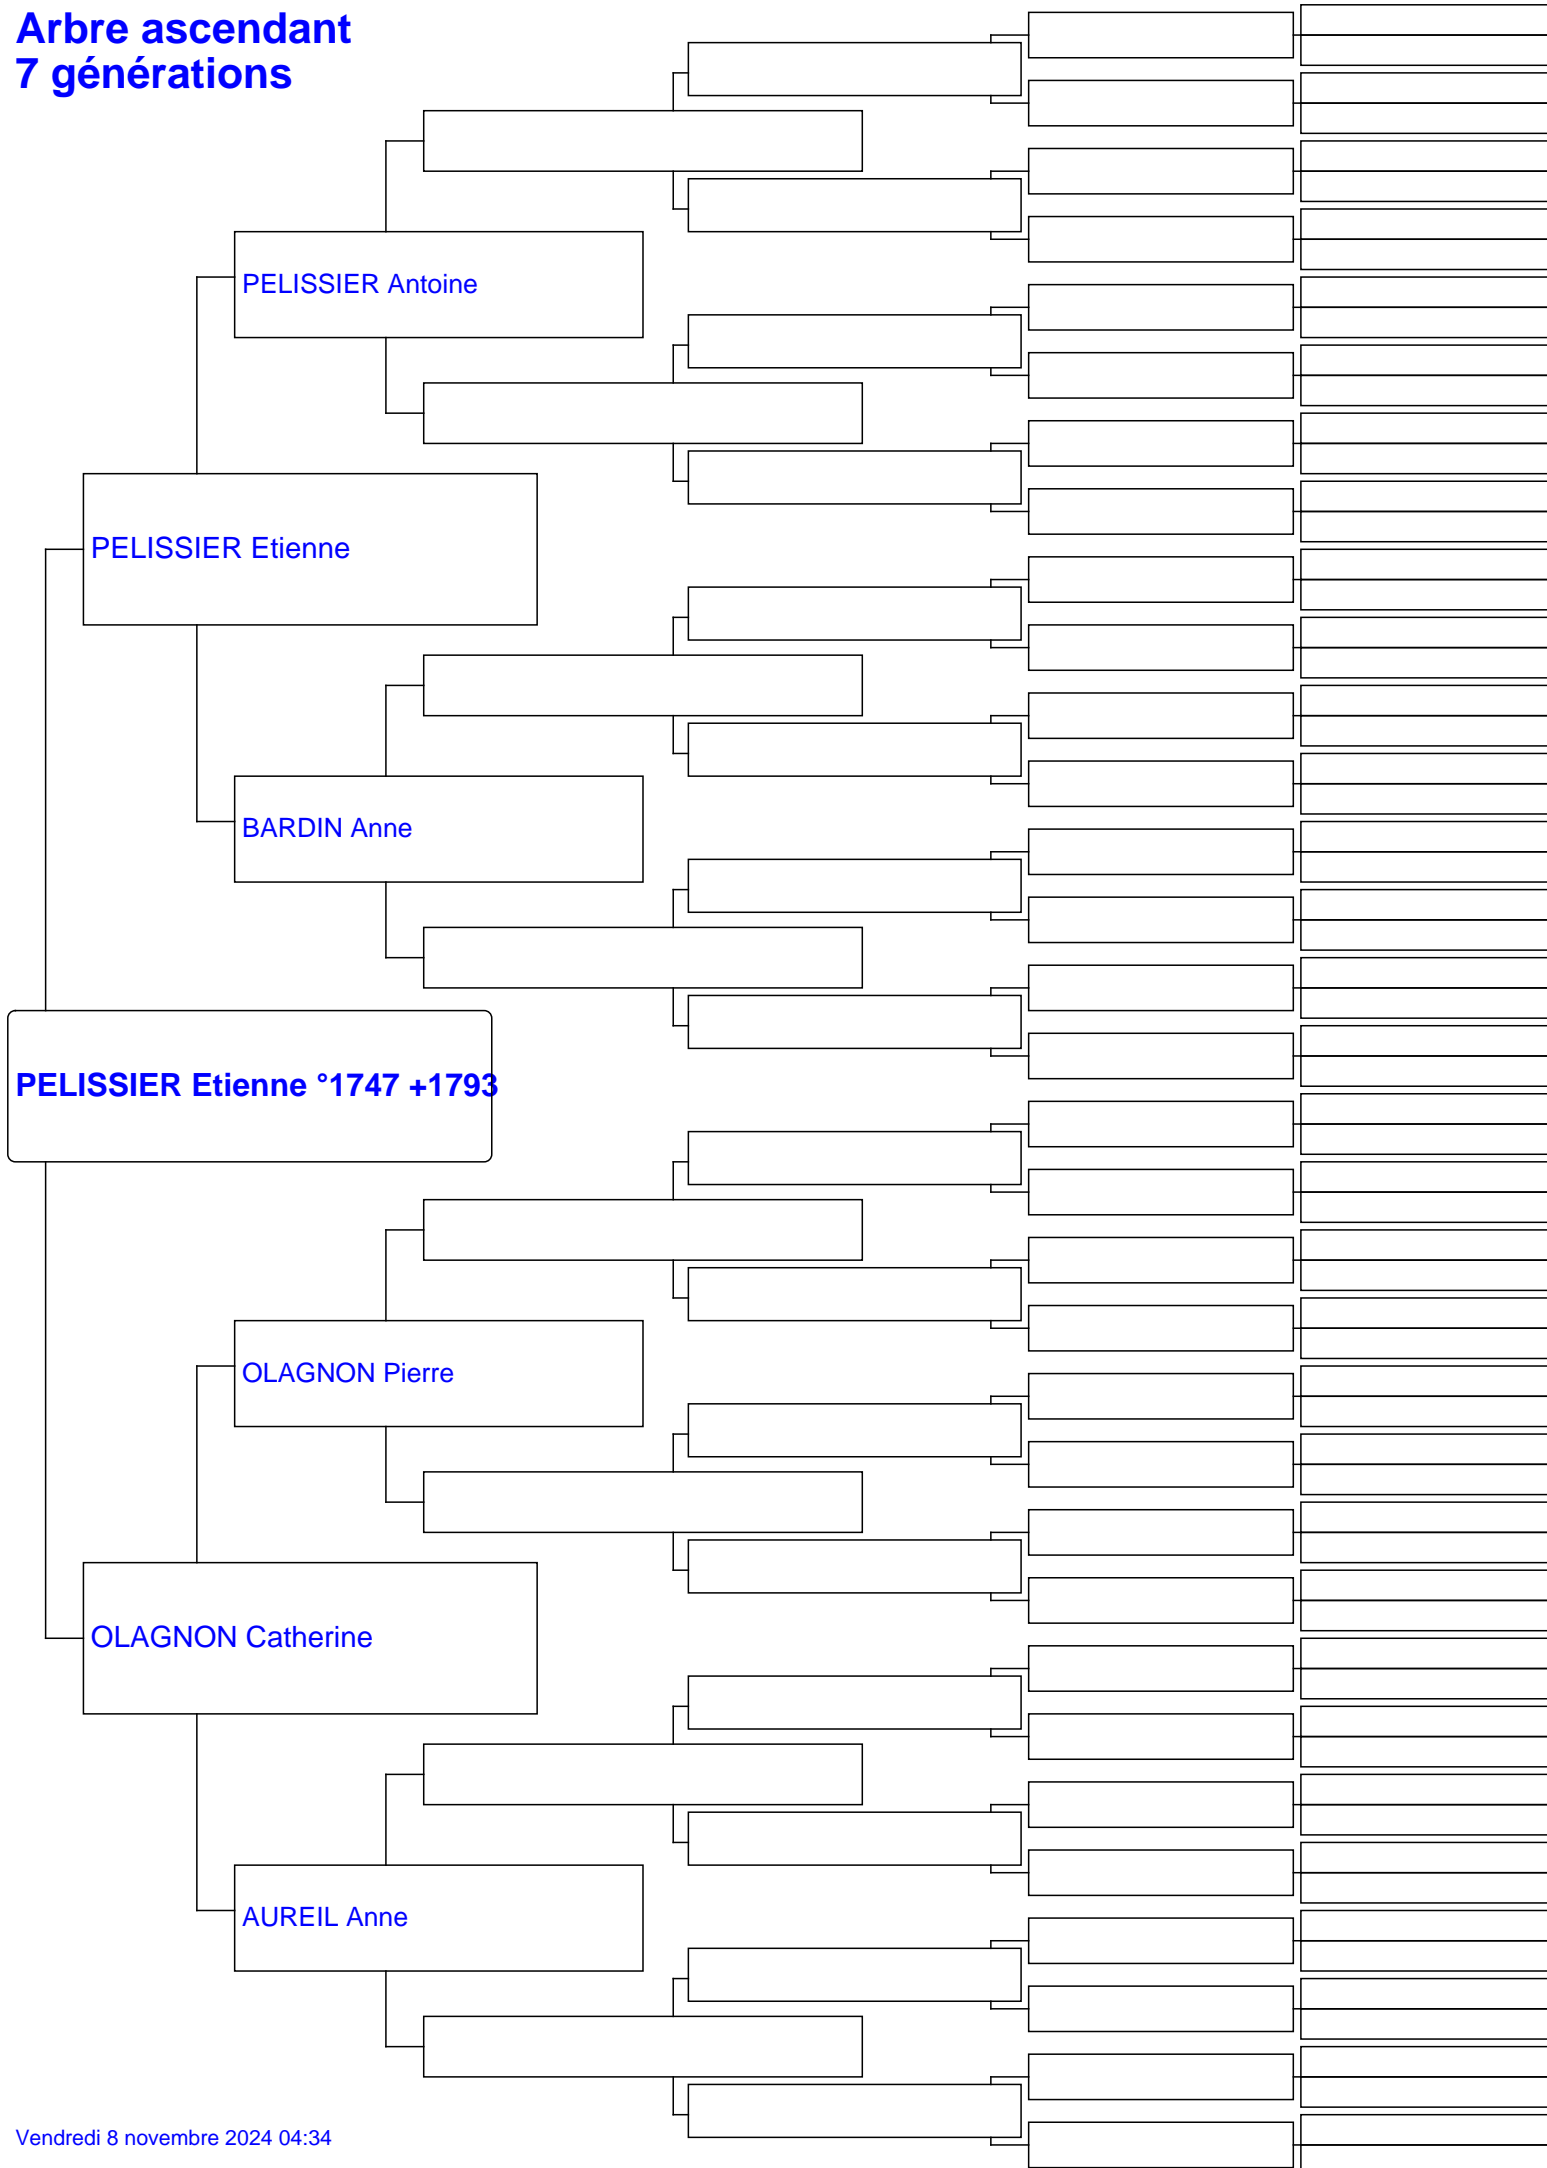 Arbre ascendant
7 générations
PELISSIER Antoine
PELISSIER Etienne
BARDIN Anne
PELISSIER Etienne °1747 +1793
OLAGNON Pierre
OLAGNON Catherine
AUREIL Anne
Vendredi 8 novembre 2024 04:34